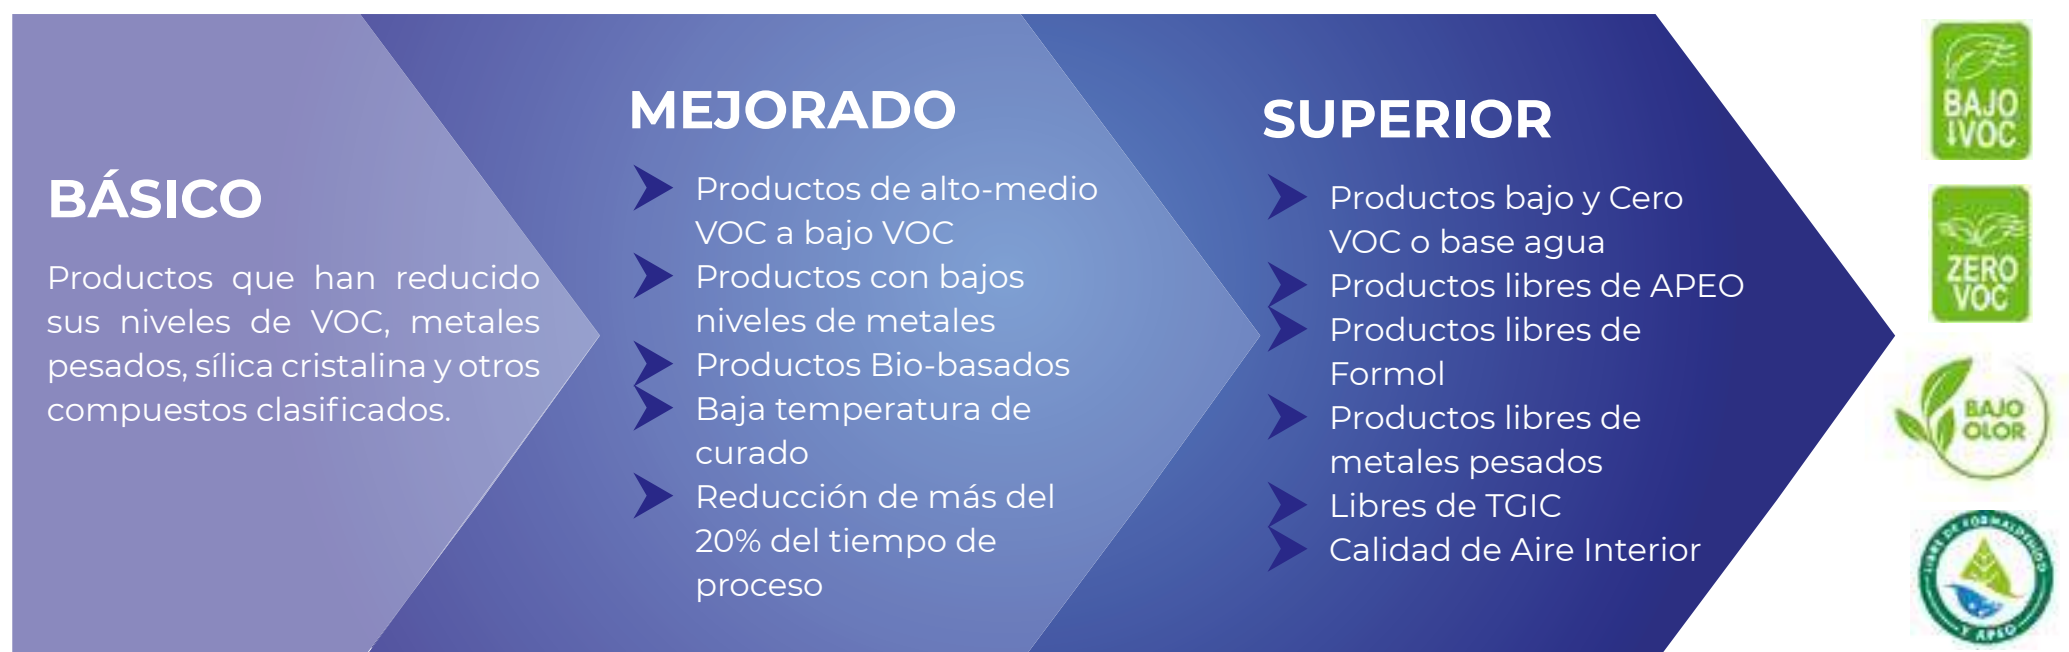 BÁSICO
Productos que han reducido
sus niveles de VOC, metales
pesados, sílica cristalina y otros
compuestos clasificados.
MEJORADO
Productos de alto-medio
VOC a bajo VOC
Productos con bajos
niveles de metales
Productos Bio-basados
Baja temperatura de
curado
Reducción de más del
20% del tiempo de
proceso
SUPERIOR
Productos bajo y Cero
VOC o base agua
Productos libres de APEO
Productos libres de
Formol
Productos libres de
metales pesados
Libres de TGIC
Calidad de Aire Interior
BAJO
↓VOC
ZERO
VOC
BAJO
OLOR
LIBRE DE FORMALDEHÍDO
Y APEO